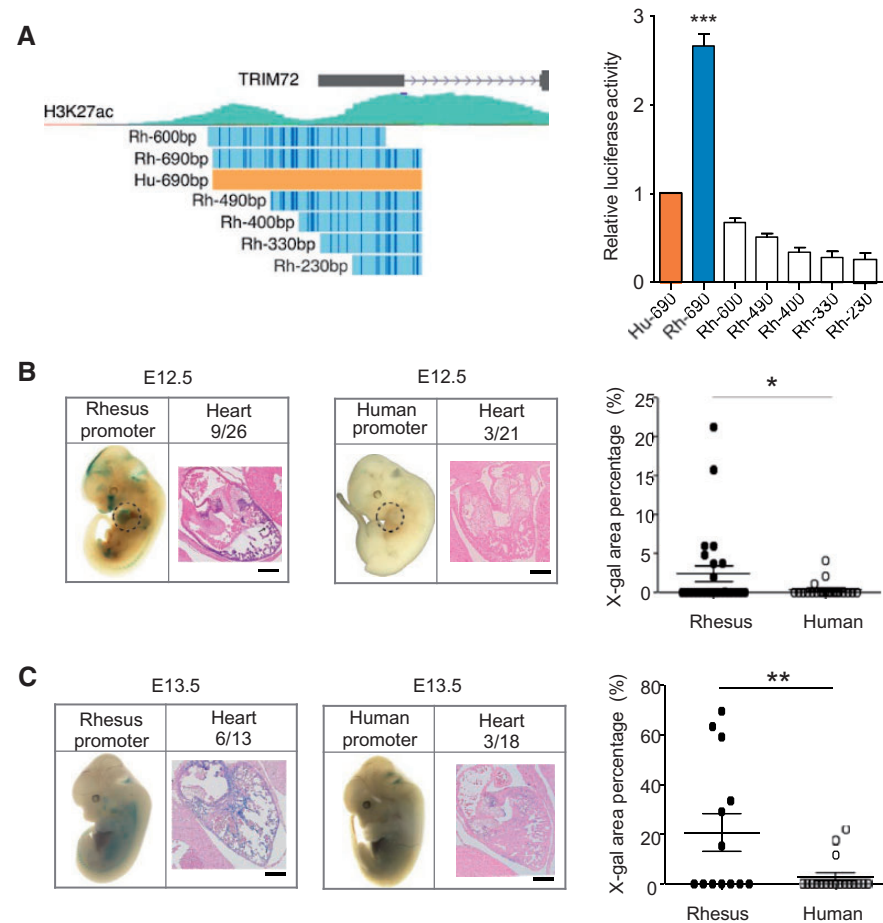 A
TRIM72
H3K27ac
Rh-600bp
Rh-690bp
Hu-690bp
Rh-490bp
Rh-400bp
Rh-330bp
Rh-230bp
Relative luciferase activity
3
2
1
0
***
Hu-690
Rh-690
Rh-600
Rh-490
Rh-400
Rh-330
Rh-230
B
E12.5
Rhesus promoter
Heart 9/26
E12.5
Human promoter
Heart 3/21
X-gal area percentage (%)
25
20
15
10
5
0
*
Rhesus
Human
C
E13.5
Rhesus promoter
Heart 6/13
E13.5
Human promoter
Heart 3/18
X-gal area percentage (%)
80
60
40
20
0
**
Rhesus
Human